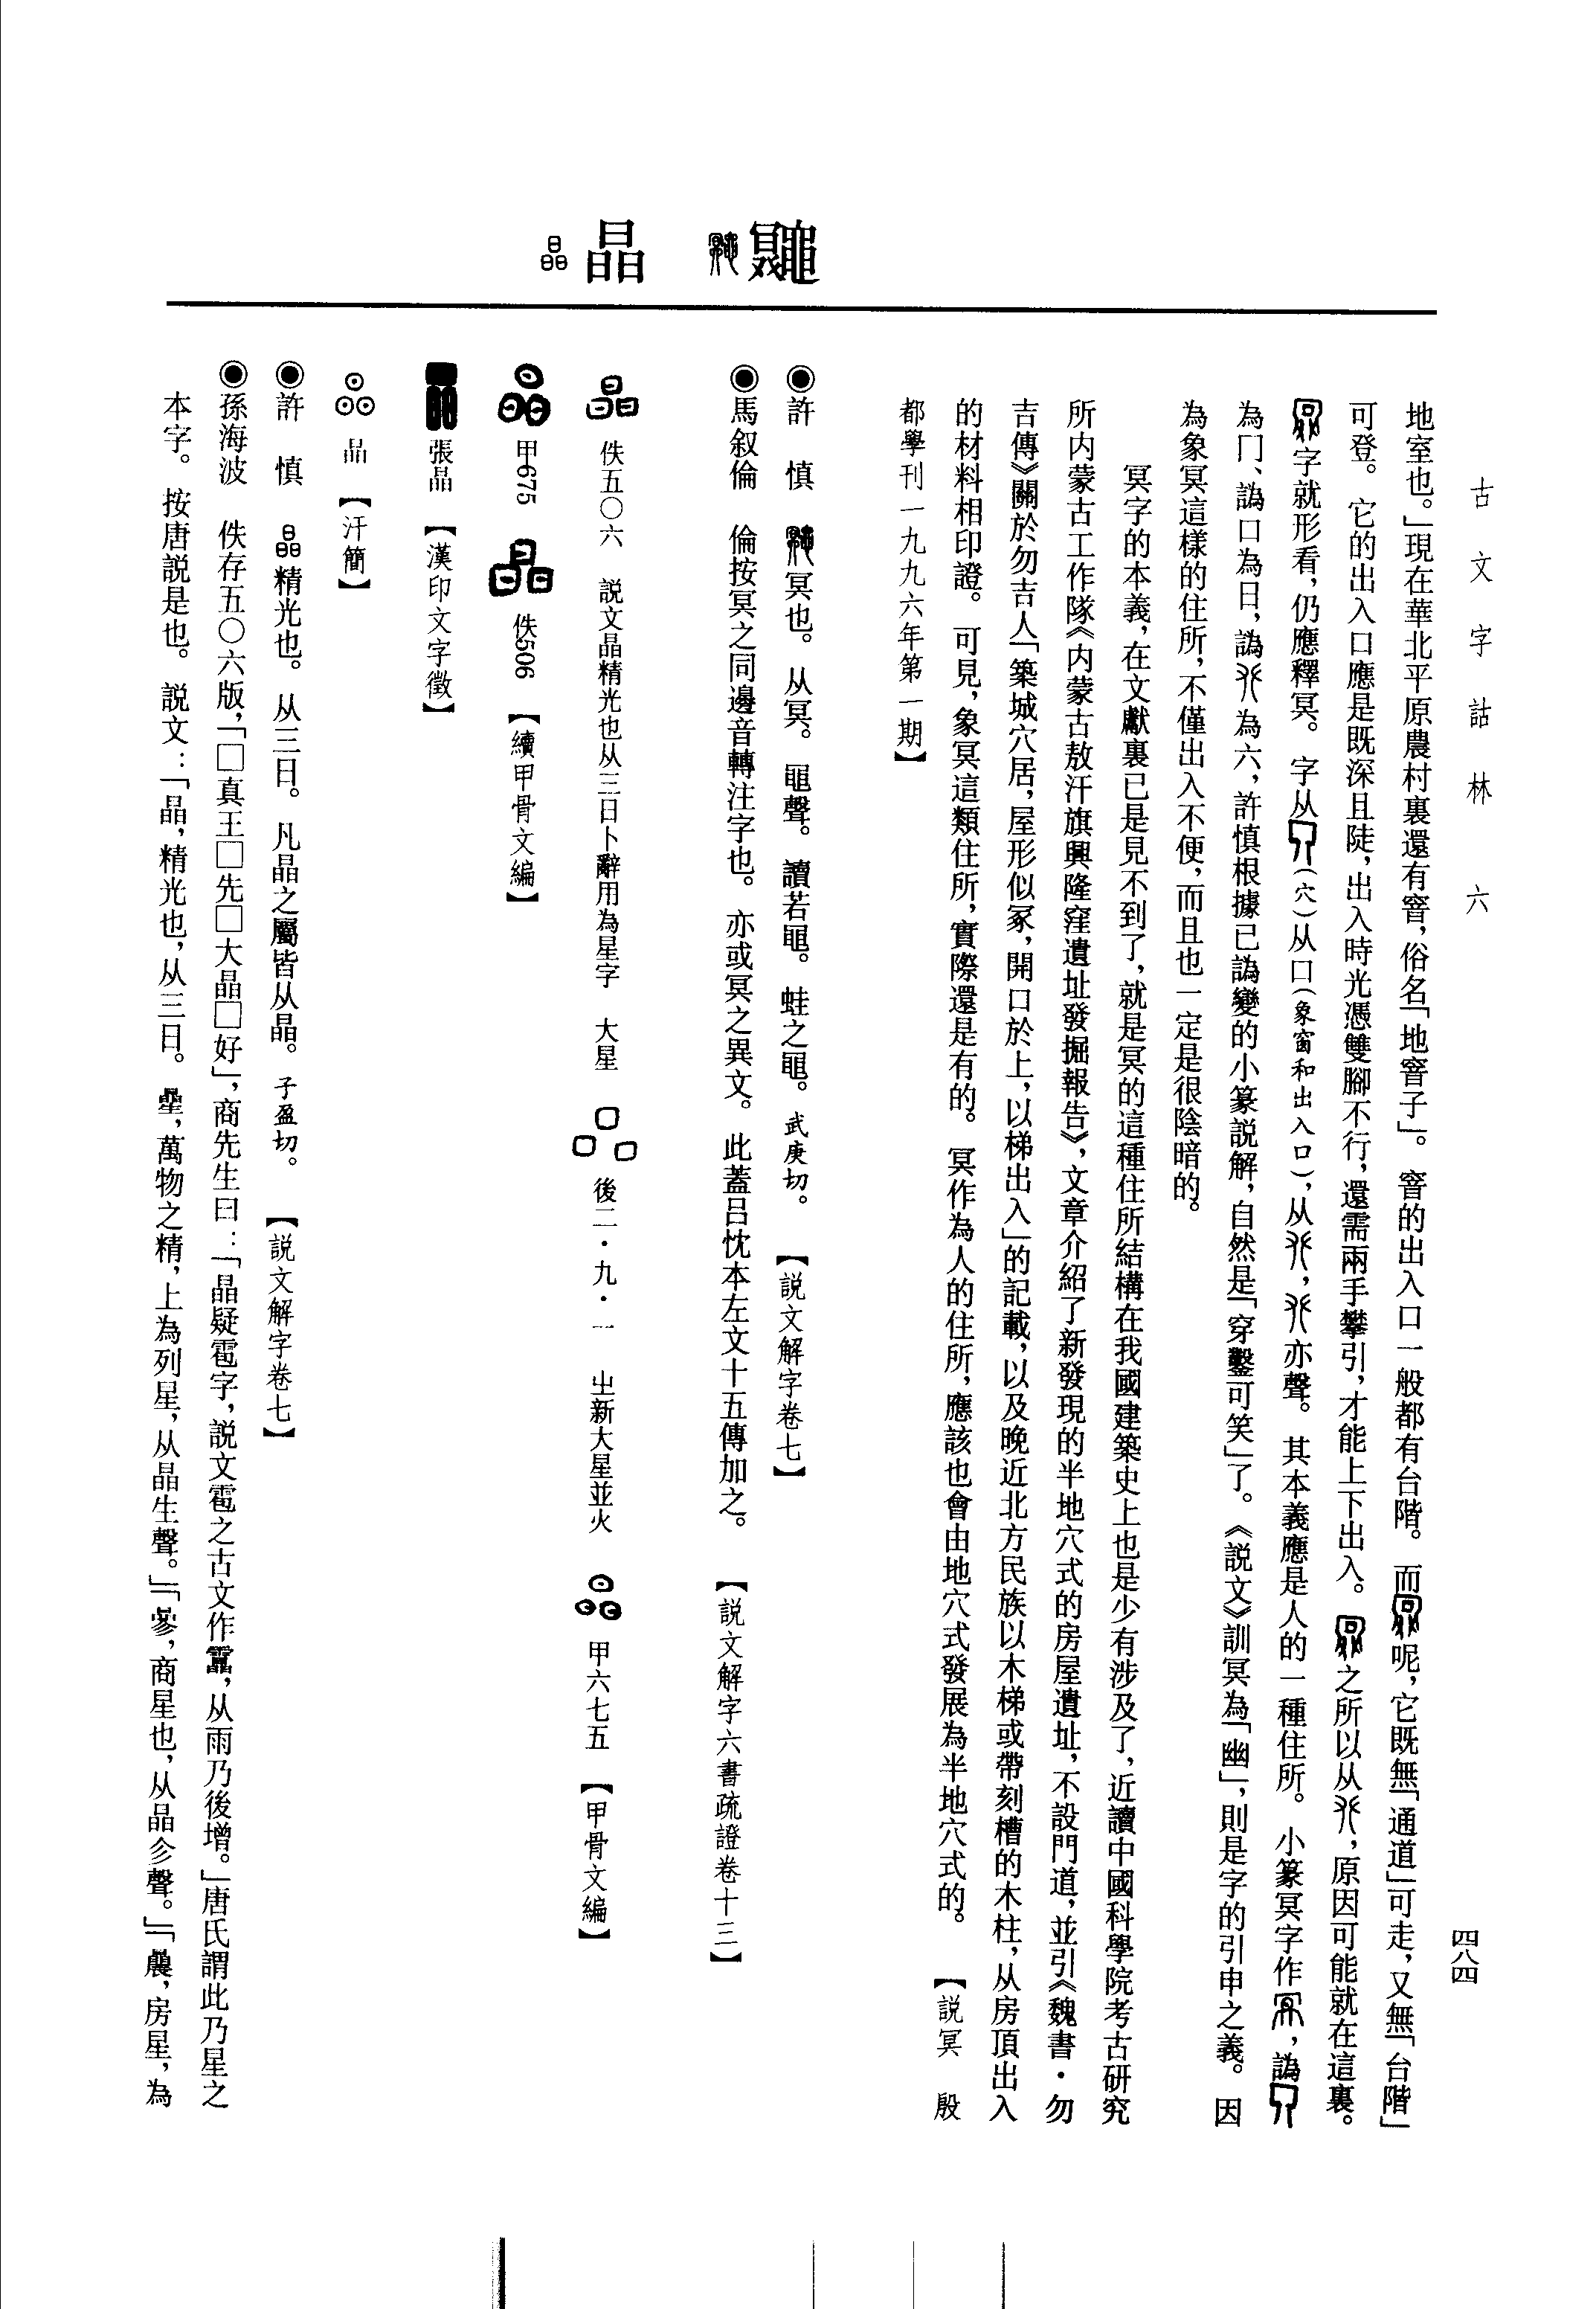 古文字詁林 六
四八四
鼆
晶
地室也。」現在華北平原農村裏還有窨,俗名「地窨子」。窨的出入口一般都有台階。而呢,它既無「通道」可走,又無「台階」
可登。它的出入口應是既深且陡,出入時光憑雙腳不行,還需兩手攀引,才能上下出入。之所以从,原因可能就在這裏。
字就形看,仍應釋冥。字从(穴)从口(象窗和出入口),从,亦聲。其本義應是人的一種住所。小篆冥字作,譌
為冂、譌口為日,譌為六,許慎根據已譌變的小篆説解,自然是「穿鑿可笑」了。《説文》訓冥為「幽」,則是字的引申之義。因
為象冥這樣的住所,不僅出入不便,而且也一定是很陰暗的。
冥字的本義,在文獻裏已是見不到了,就是冥的這種住所結構在我國建築史上也是少有涉及了,近讀中國科學院考古研究
所内蒙古工作隊《内蒙古敖汗旗興隆窪遺址發掘報告》,文章介紹了新發現的半地穴式的房屋遺址,不設門道,並引《魏書·勿
吉傳》關於勿吉人「築城穴居,屋形似冢,開口於上,以梯出入」的記載,以及晚近北方民族以木梯或帶刻槽的木柱,从房頂出入
的材料相印證。可見,象冥這類住所,實際還是有的。冥作為人的住所,應該也會由地穴式發展為半地穴式的。【説冥 殷
都學刊一九九六年第一期】
◉許 慎 冥也。从冥。黽聲。讀若黽。蛙之黽。武庚切。【説文解字卷七】
◉馬叙倫 倫按冥之同邊音轉注字也。亦或冥之異文。此蓋吕忱本左文十五傳加之。【説文解字六書疏證卷十三】
佚五〇六 説文晶精光也从三日卜辭用為星字 大星 後二·九·一 㞢新大星並火 甲六七五 【甲骨文編】
甲675 佚506 【續甲骨文編】
張晶 【漢印文字徵】
晶 【汗簡】
◉許 慎 精光也。从三日。凡晶之屬皆从晶。子盈切。【説文解字卷七】
◉孫海波 佚存五〇六版,「□真王□先□大晶□好」,商先生曰:「晶疑雹字,説文雹之古文作𩆗,从雨乃後增。」唐氏謂此乃星之
本字。按唐説是也。説文:「晶,精光也,从三日。曐,萬物之精,上為列星,从晶生聲。」「曑,商星也,从晶㐱聲。」「曟,房星,為